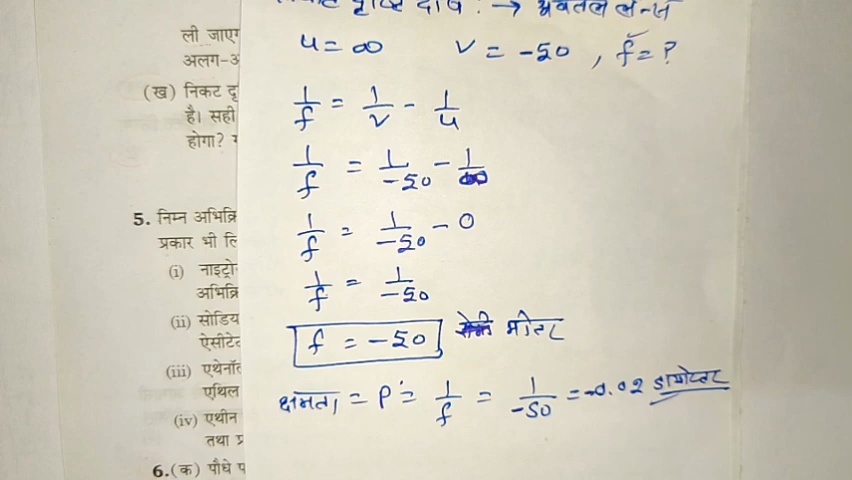 दृष्टि दोष : → अवतल लेन्स
u = ∞ v = -50 , f = ?
1/f = 1/v - 1/u
1/f = 1/-50 - 1/∞
1/f = 1/-50 - 0
1/f = 1/-50
f = -50 मीटर
क्षमता = P = 1/f = 1/-50 = -0.02 डायोप्टर
ली जाए
अलग-अ
(ख) निकट दृ
है। सही
होगा?
5. निम्न अभिक्रि
प्रकार भी लि
(i) नाइट्रो
अभिक्रि
(ii) सोडिय
ऐसीटे
(iii) एथेनॉ
एथिल
(iv) एथीन
तथा प्र
6.(क) पौधे प